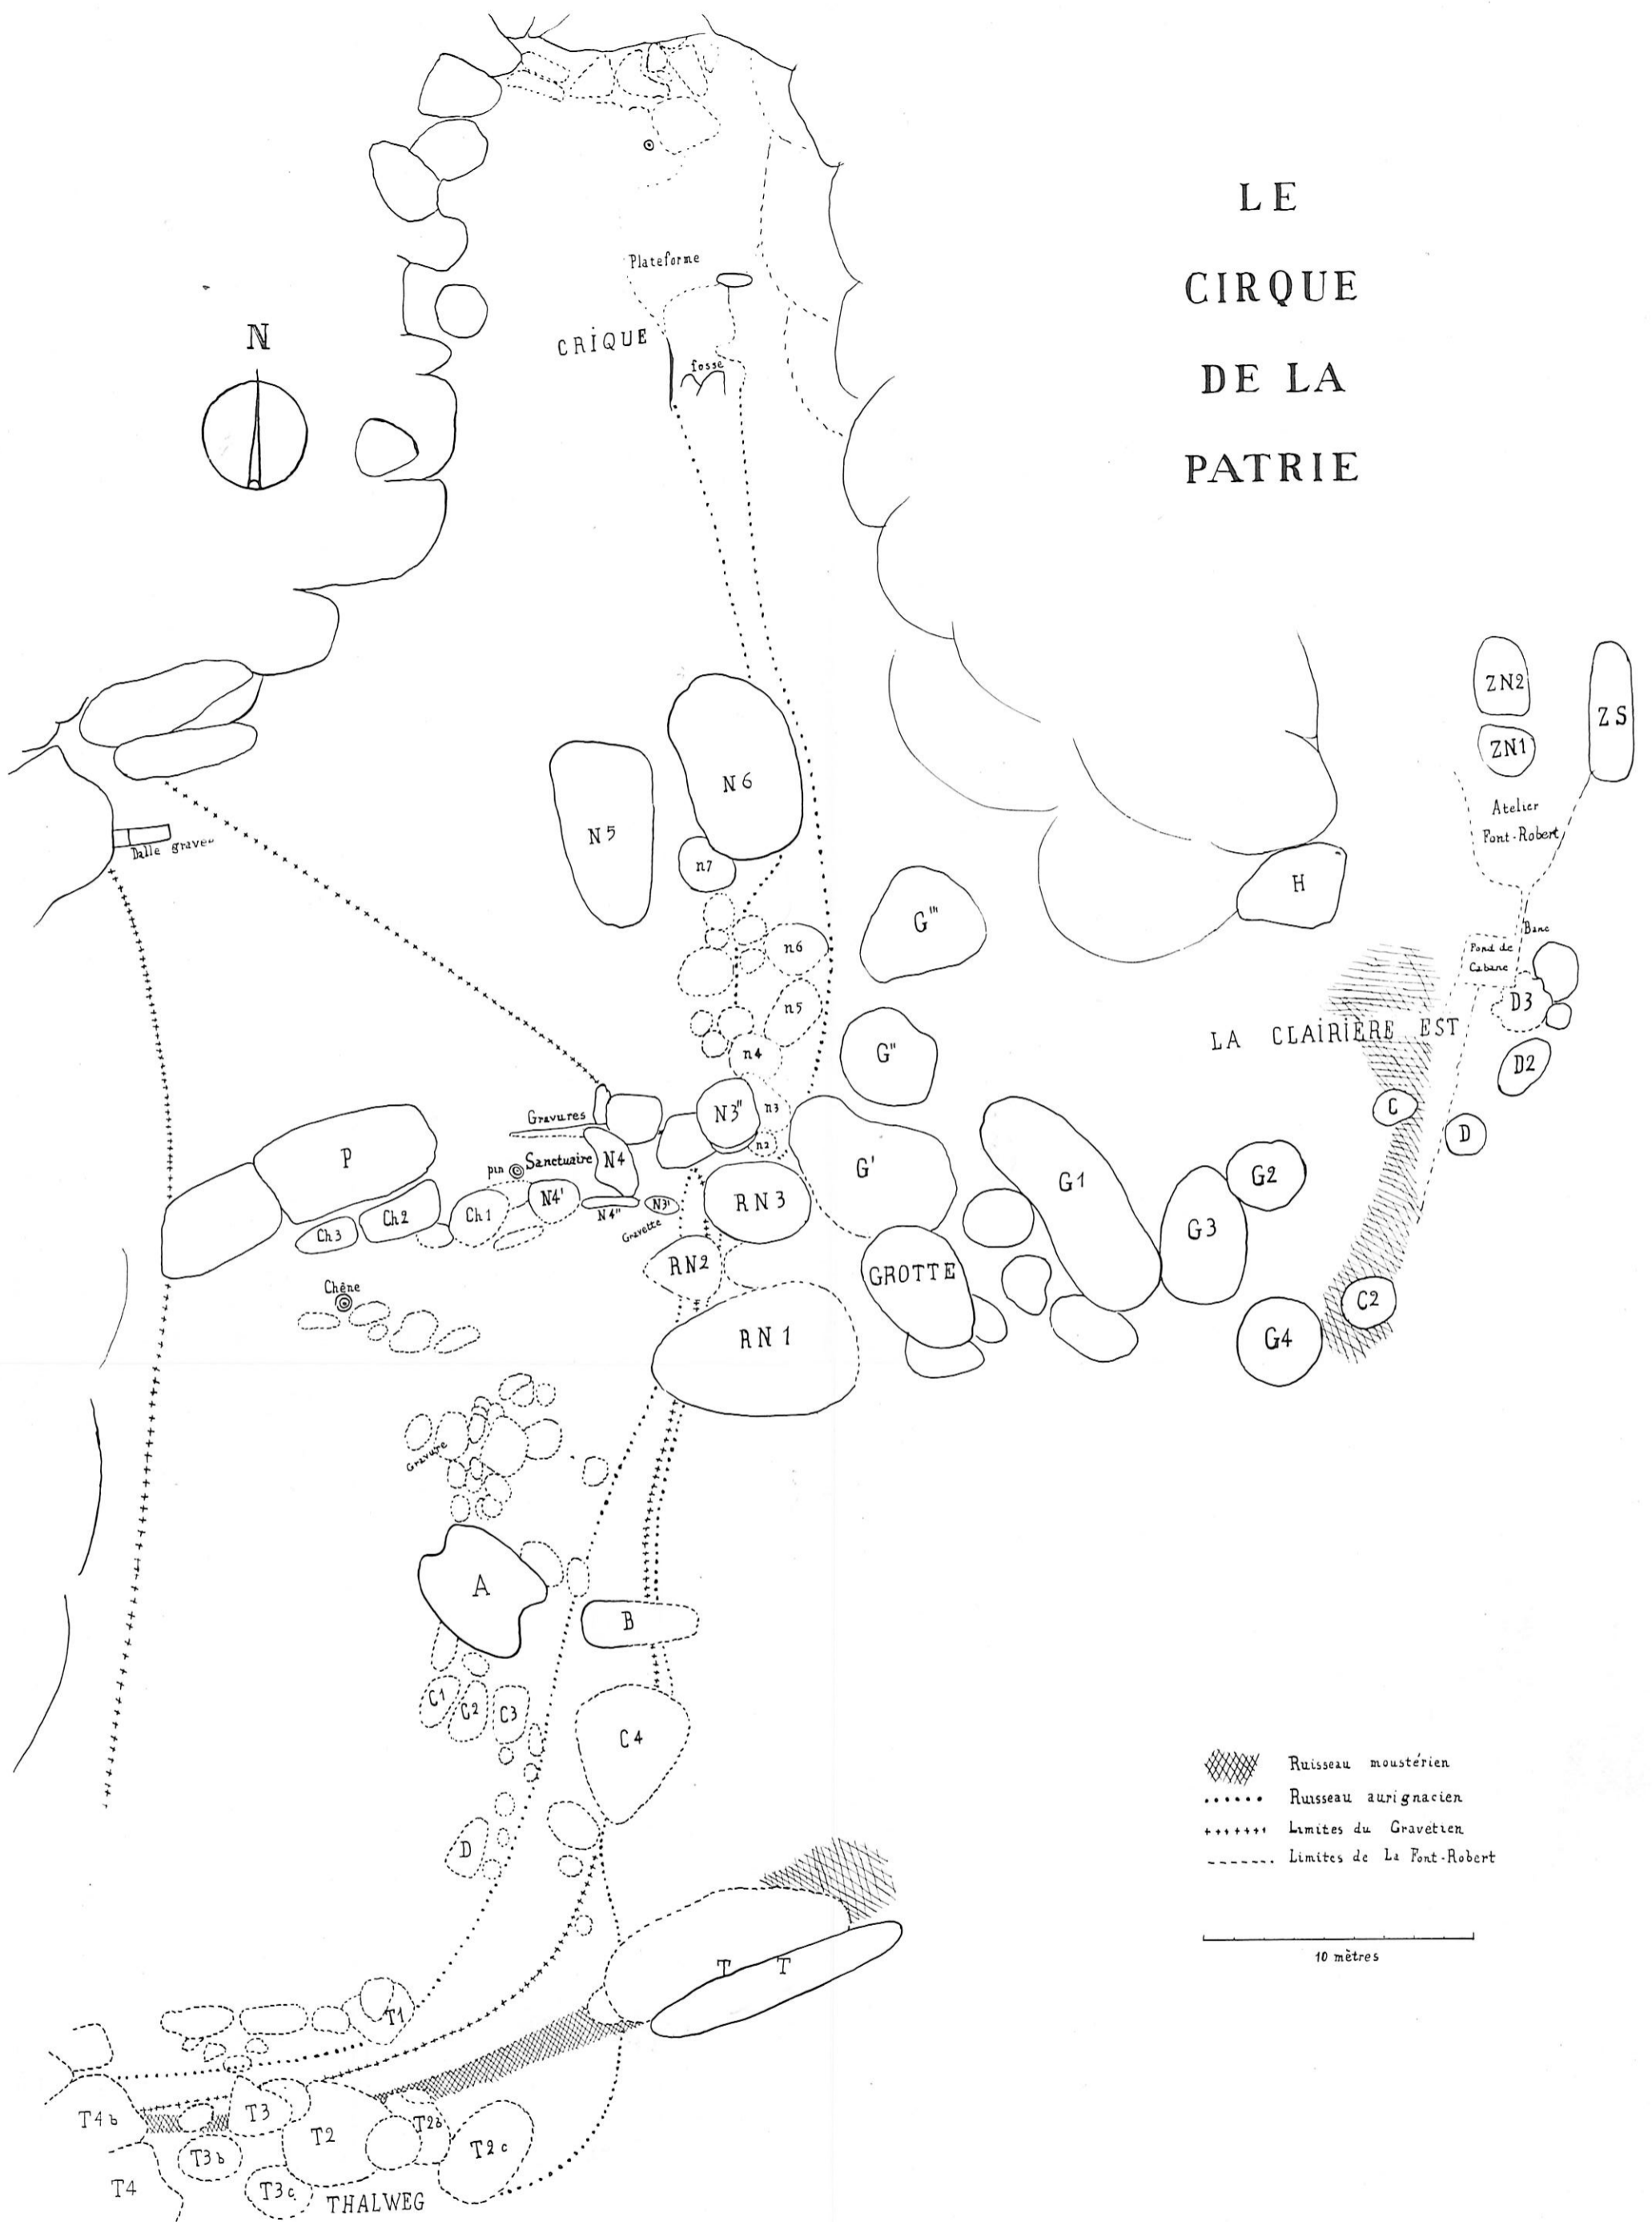 LE
CIRQUE
DE LA
PATRIE
N
Plateforme
CRIQUE
fosse
ZN2
ZS
ZN1
N6
N5
Atelier
Font-Robert
Dalle gravee
n7
H
G'''
n6
Banc
Fond de
Cabane
D3
n5
LA CLAIRIÈRE EST
G''
n4
D2
Gravures
N3''
n3
C
n2
D
P
pin
Sanctuaire
N4
G'
G1
G2
Ch1
N4'
N4''
N3'
RN3
Ch2
Ch3
Gravette
G3
RN2
GROTTE
Chêne
C2
RN1
G4
Gravure
A
B
C1
C2
C3
C4
Ruisseau moustérien
Ruisseau aurignacien
Limites du Gravétien
Limites de La Font-Robert
D
10 mètres
T T
T1
T4b
T3
T2
T2b
T2c
T3b
T4
T3c
THALWEG